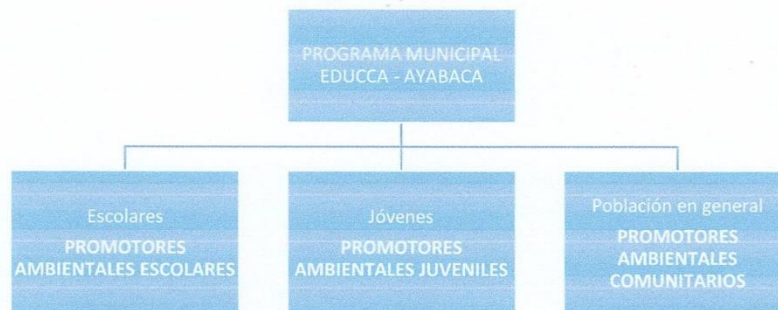 PROGRAMA MUNICIPAL
EDUCCA - AYABACA
Escolares
PROMOTORES
AMBIENTALES ESCOLARES
Jóvenes
PROMOTORES
AMBIENTALES JUVENILES
Población en general
PROMOTORES
AMBIENTALES
COMUNITARIOS